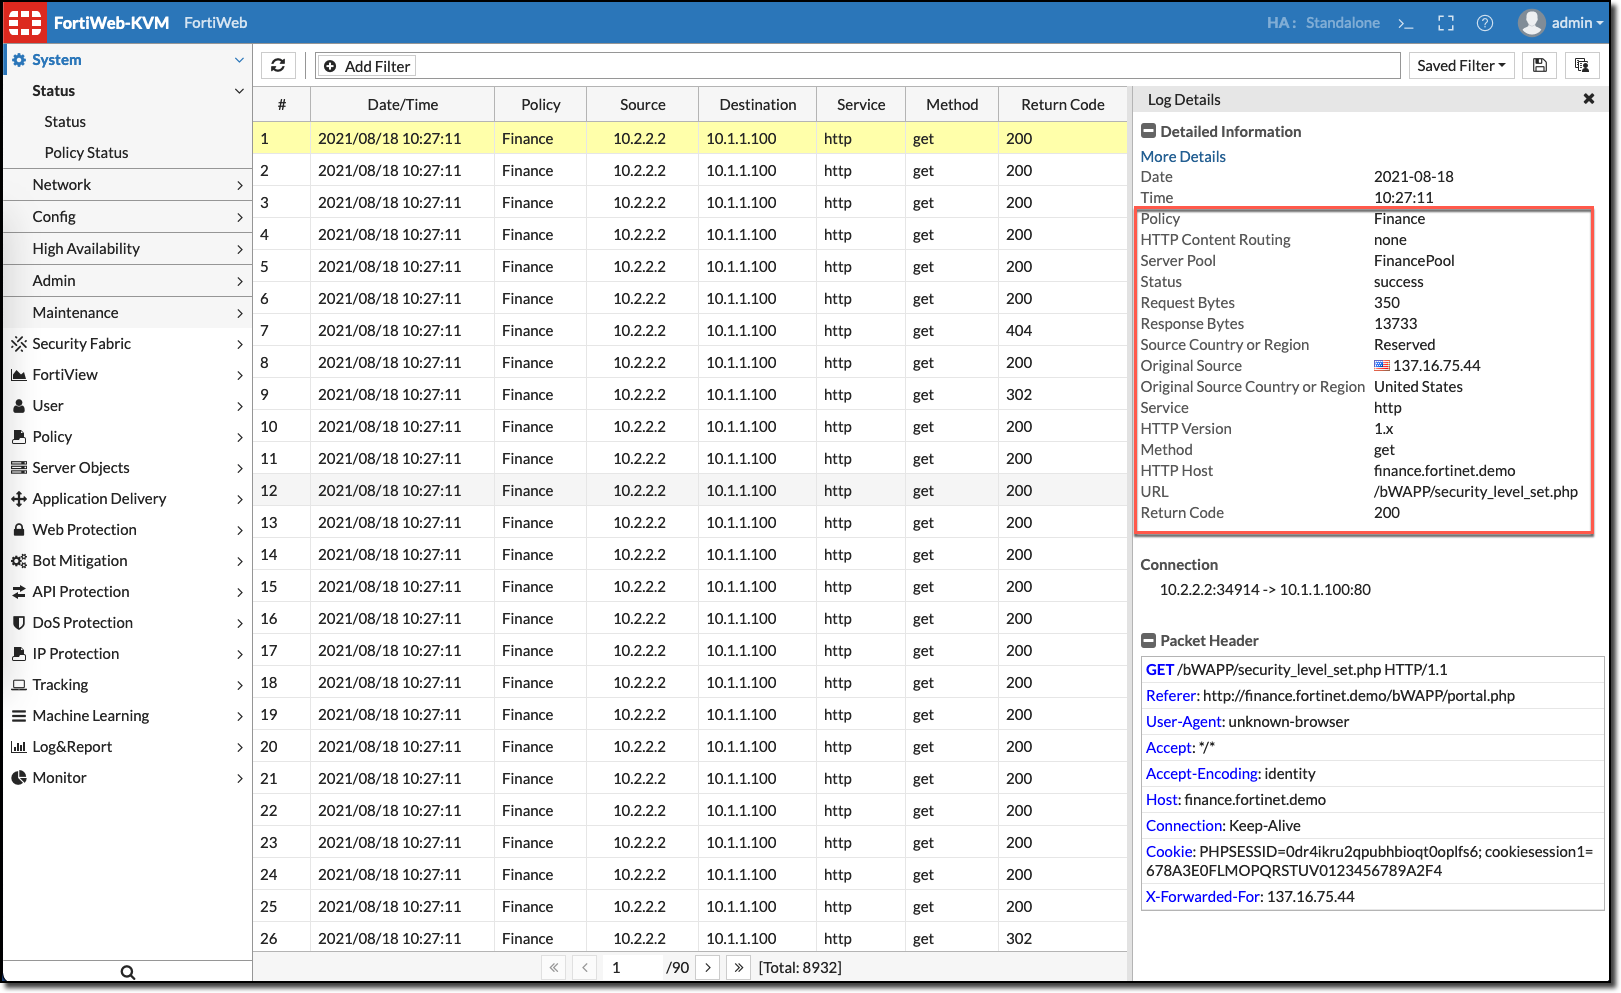 FortiWeb-KVM FortiWeb HA: Standalone >_ admin
System
Status
Status
Policy Status
Network
Config
High Availability
Admin
Maintenance
Security Fabric
FortiView
User
Policy
Server Objects
Application Delivery
Web Protection
Bot Mitigation
API Protection
DoS Protection
IP Protection
Tracking
Machine Learning
Log&Report
Monitor
Add Filter Saved Filter
# Date/Time Policy Source Destination Service Method Return Code
1 2021/08/18 10:27:11 Finance 10.2.2.2 10.1.1.100 http get 200
2 2021/08/18 10:27:11 Finance 10.2.2.2 10.1.1.100 http get 200
3 2021/08/18 10:27:11 Finance 10.2.2.2 10.1.1.100 http get 200
4 2021/08/18 10:27:11 Finance 10.2.2.2 10.1.1.100 http get 200
5 2021/08/18 10:27:11 Finance 10.2.2.2 10.1.1.100 http get 200
6 2021/08/18 10:27:11 Finance 10.2.2.2 10.1.1.100 http get 200
7 2021/08/18 10:27:11 Finance 10.2.2.2 10.1.1.100 http get 404
8 2021/08/18 10:27:11 Finance 10.2.2.2 10.1.1.100 http get 200
9 2021/08/18 10:27:11 Finance 10.2.2.2 10.1.1.100 http get 302
10 2021/08/18 10:27:11 Finance 10.2.2.2 10.1.1.100 http get 200
11 2021/08/18 10:27:11 Finance 10.2.2.2 10.1.1.100 http get 200
12 2021/08/18 10:27:11 Finance 10.2.2.2 10.1.1.100 http get 200
13 2021/08/18 10:27:11 Finance 10.2.2.2 10.1.1.100 http get 200
14 2021/08/18 10:27:11 Finance 10.2.2.2 10.1.1.100 http get 200
15 2021/08/18 10:27:11 Finance 10.2.2.2 10.1.1.100 http get 200
16 2021/08/18 10:27:11 Finance 10.2.2.2 10.1.1.100 http get 200
17 2021/08/18 10:27:11 Finance 10.2.2.2 10.1.1.100 http get 200
18 2021/08/18 10:27:11 Finance 10.2.2.2 10.1.1.100 http get 200
19 2021/08/18 10:27:11 Finance 10.2.2.2 10.1.1.100 http get 200
20 2021/08/18 10:27:11 Finance 10.2.2.2 10.1.1.100 http get 200
21 2021/08/18 10:27:11 Finance 10.2.2.2 10.1.1.100 http get 200
22 2021/08/18 10:27:11 Finance 10.2.2.2 10.1.1.100 http get 200
23 2021/08/18 10:27:11 Finance 10.2.2.2 10.1.1.100 http get 200
24 2021/08/18 10:27:11 Finance 10.2.2.2 10.1.1.100 http get 200
25 2021/08/18 10:27:11 Finance 10.2.2.2 10.1.1.100 http get 200
26 2021/08/18 10:27:11 Finance 10.2.2.2 10.1.1.100 http get 302
« < 1 /90 > » [Total: 8932]
Log Details
Detailed Information
More Details
Date 2021-08-18
Time 10:27:11
Policy Finance
HTTP Content Routing none
Server Pool FinancePool
Status success
Request Bytes 350
Response Bytes 13733
Source Country or Region Reserved
Original Source 137.16.75.44
Original Source Country or Region United States
Service http
HTTP Version 1.x
Method get
HTTP Host finance.fortinet.demo
URL /bWAPP/security_level_set.php
Return Code 200
Connection
10.2.2.2:34914 -> 10.1.1.100:80
Packet Header
GET /bWAPP/security_level_set.php HTTP/1.1
Referer: http://finance.fortinet.demo/bWAPP/portal.php
User-Agent: unknown-browser
Accept: */*
Accept-Encoding: identity
Host: finance.fortinet.demo
Connection: Keep-Alive
Cookie: PHPSESSID=0dr4ikru2qpubhbioqt0oplfs6; cookiesession1=
678A3E0FLMOPQRSTUV0123456789A2F4
X-Forwarded-For: 137.16.75.44